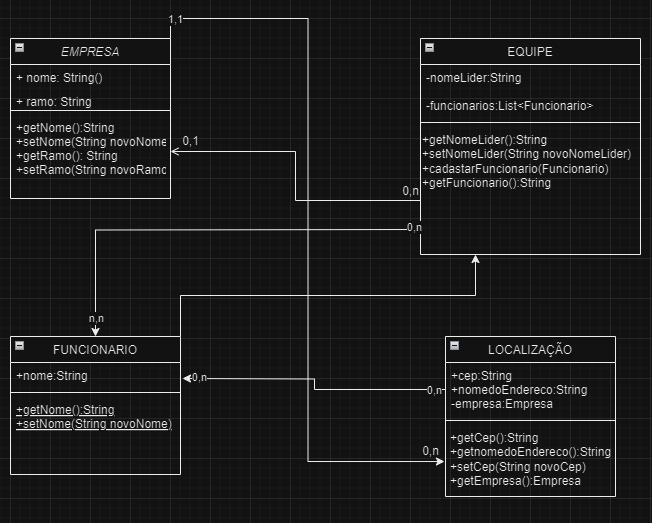 1,1
EMPRESA
+ nome: String()
+ ramo: String
+getNome():String
+setNome(String novoNome
+getRamo(): String
+setRamo(String novoRamo
0,1
EQUIPE
-nomeLider:String
-funcionarios:List<Funcionario>
+getNomeLider():String
+setNomeLider(String novoNomeLider)
+cadastarFuncionario(Funcionario)
+getFuncionario():String
0,n
0,n
n,n
FUNCIONARIO
+nome:String
+getNome():String
+setNome(String novoNome)
0,n
LOCALIZAÇÃO
+cep:String
+nomedoEndereco:String
-empresa:Empresa
+getCep():String
+getnomedoEndereco():String
+setCep(String novoCep)
+getEmpresa():Empresa
0,n
0,n